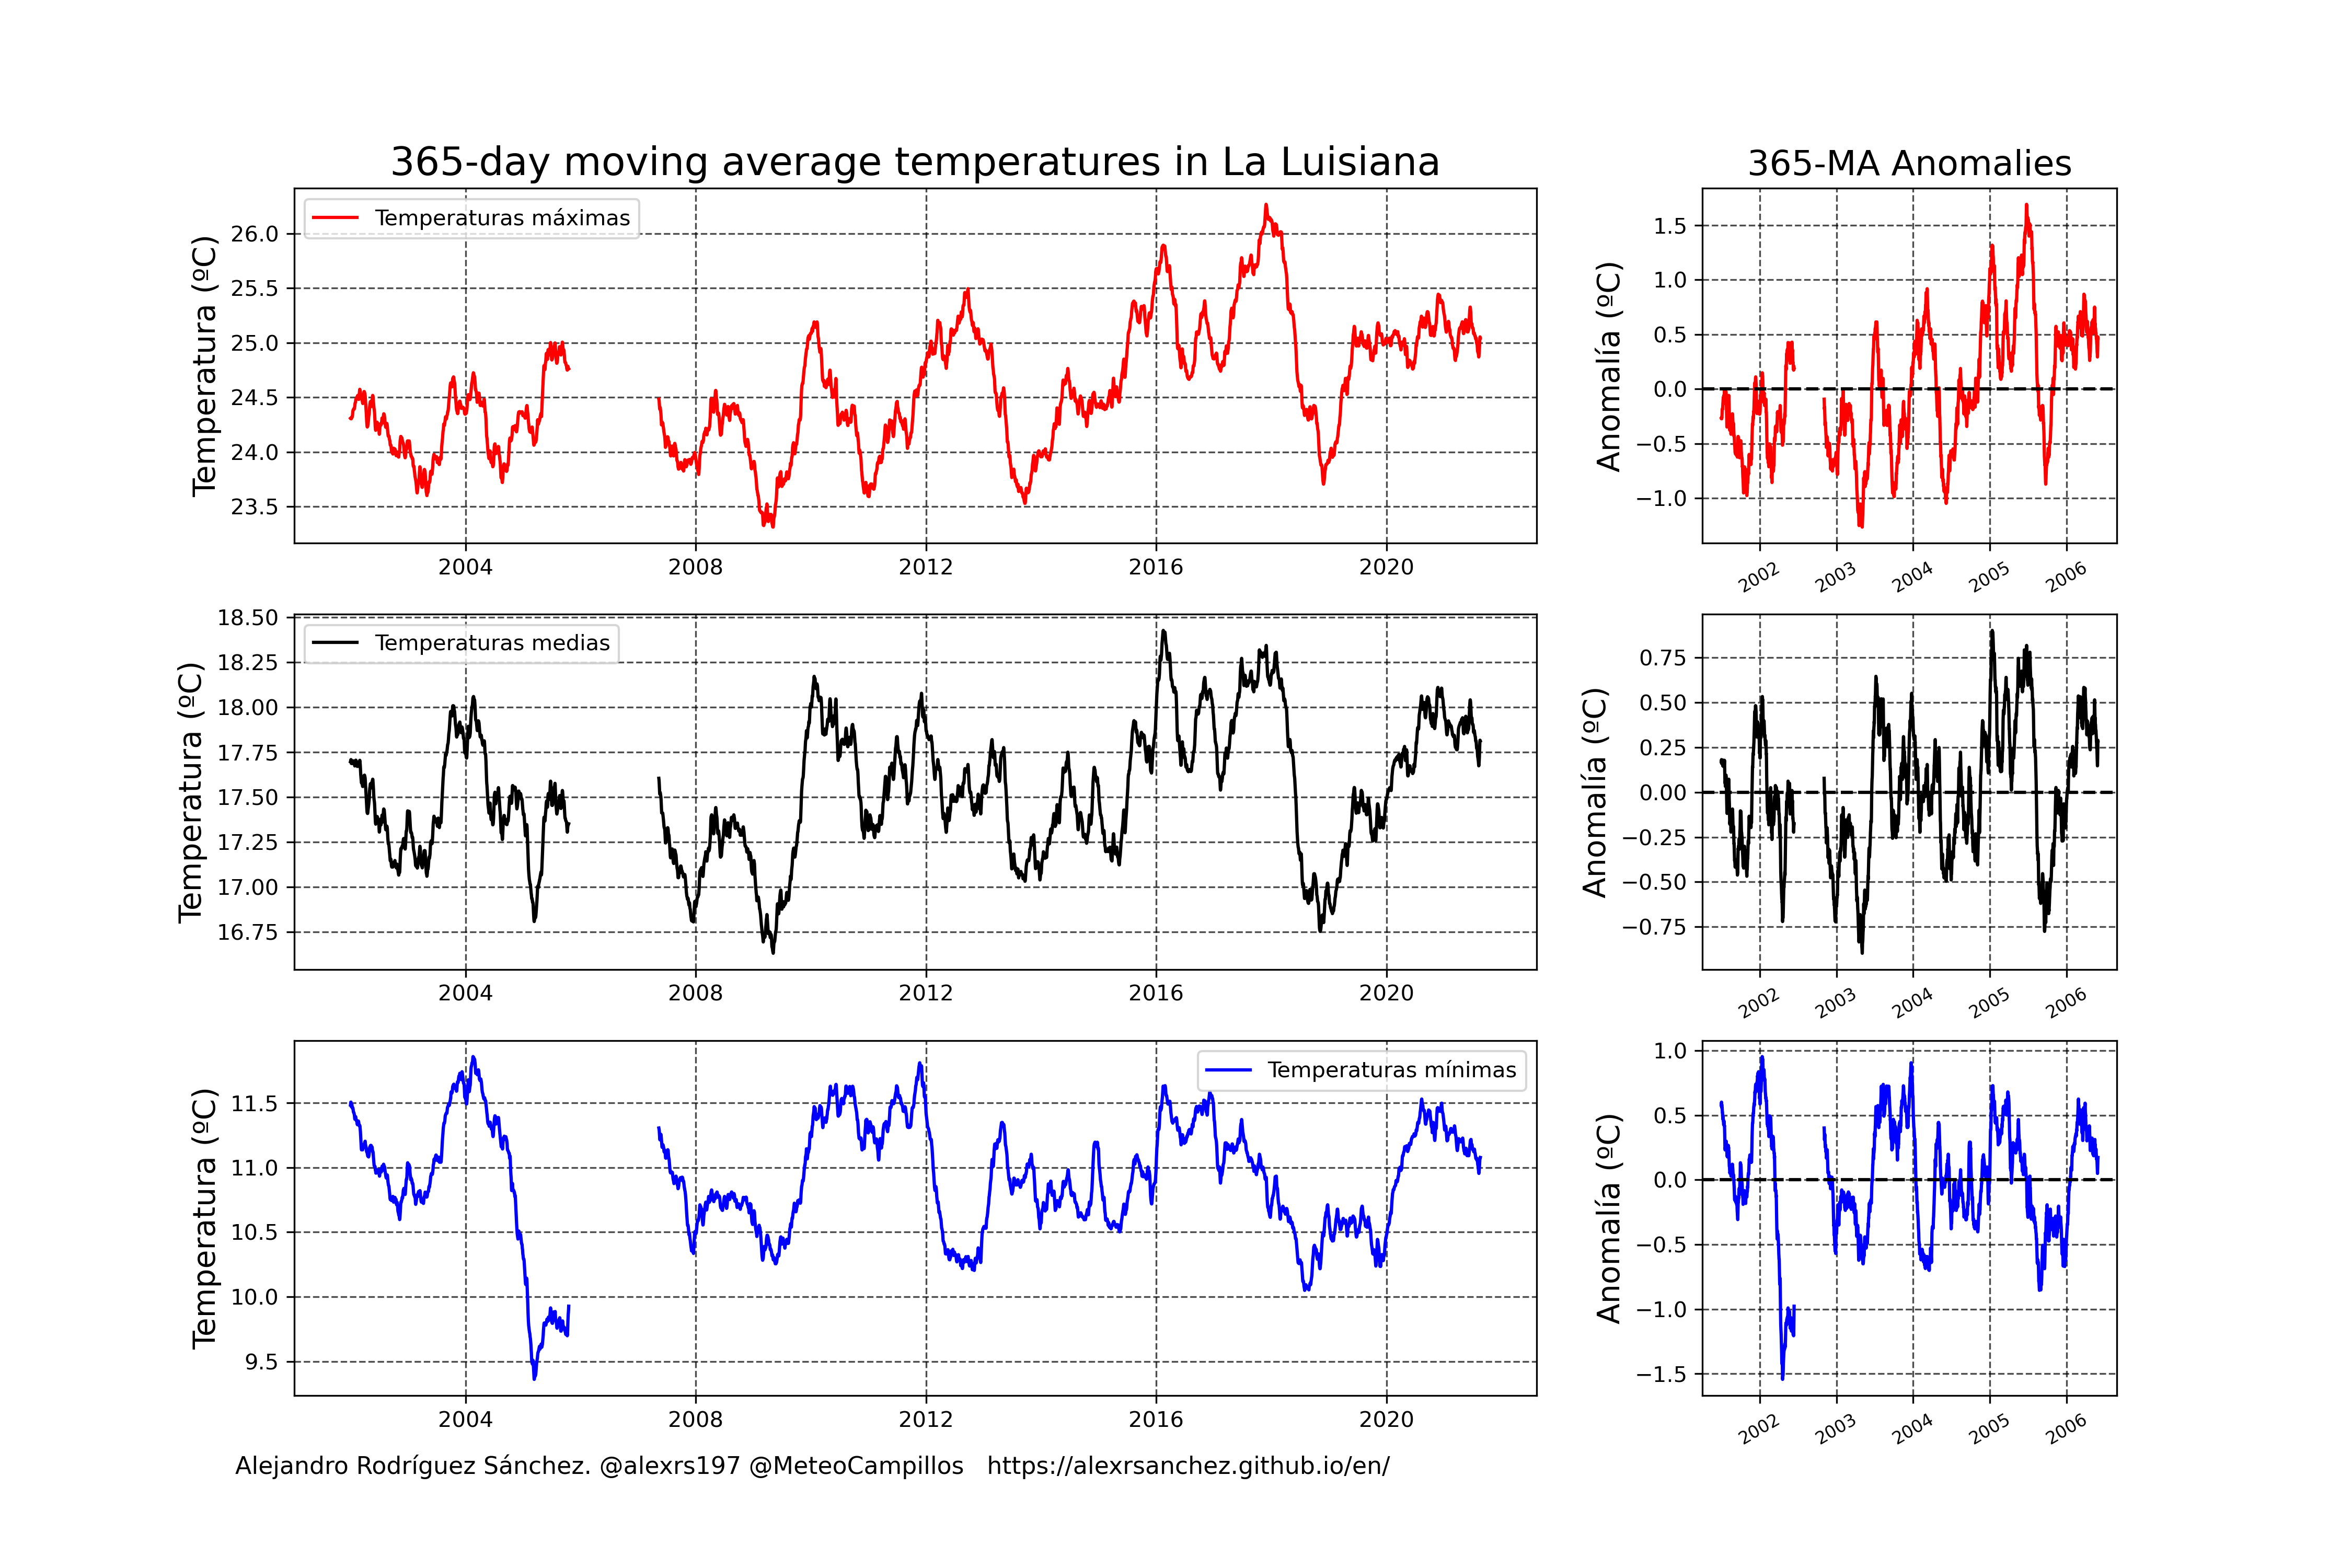 365-day moving average temperatures in La Luisiana
365-MA Anomalies
Temperatura (ºC)
26.0
25.5
25.0
24.5
24.0
23.5
Temperaturas máximas
2004 2008 2012 2016 2020
Anomalía (ºC)
1.5
1.0
0.5
0.0
−0.5
−1.0
2002 2003 2004 2005 2006
Temperatura (ºC)
18.50
18.25
18.00
17.75
17.50
17.25
17.00
16.75
Temperaturas medias
2004 2008 2012 2016 2020
Anomalía (ºC)
0.75
0.50
0.25
0.00
−0.25
−0.50
−0.75
2002 2003 2004 2005 2006
Temperatura (ºC)
11.5
11.0
10.5
10.0
9.5
Temperaturas mínimas
2004 2008 2012 2016 2020
Anomalía (ºC)
1.0
0.5
0.0
−0.5
−1.0
−1.5
2002 2003 2004 2005 2006
Alejandro Rodríguez Sánchez. @alexrs197 @MeteoCampillos https://alexrsanchez.github.io/en/